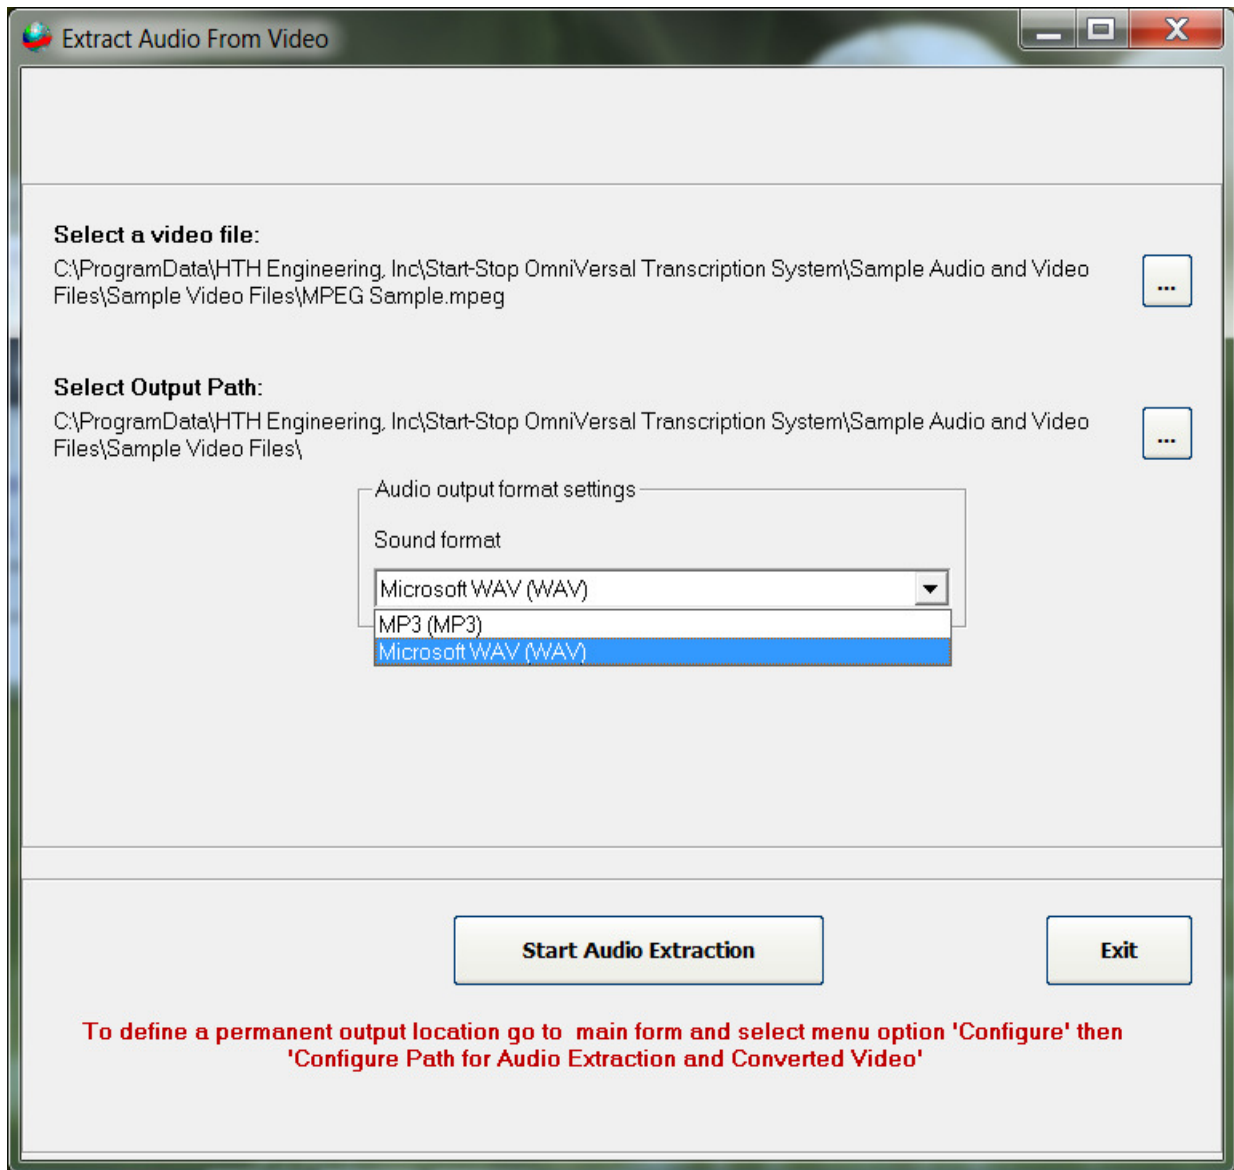 Extract Audio From Video
X
Select a video file:
C:\ProgramData\HTH Engineering, Inc\Start-Stop OmniVersal Transcription System\Sample Audio and Video
Files\Sample Video Files\MPEG Sample.mpeg
...
Select Output Path:
C:\ProgramData\HTH Engineering, Inc\Start-Stop OmniVersal Transcription System\Sample Audio and Video
Files\Sample Video Files\
...
Audio output format settings
Sound format
Microsoft WAV (WAV)
MP3 (MP3)
Microsoft WAV (WAV)
Start Audio Extraction
Exit
To define a permanent output location go to  main form and select menu option 'Configure' then
'Configure Path for Audio Extraction and Converted Video'